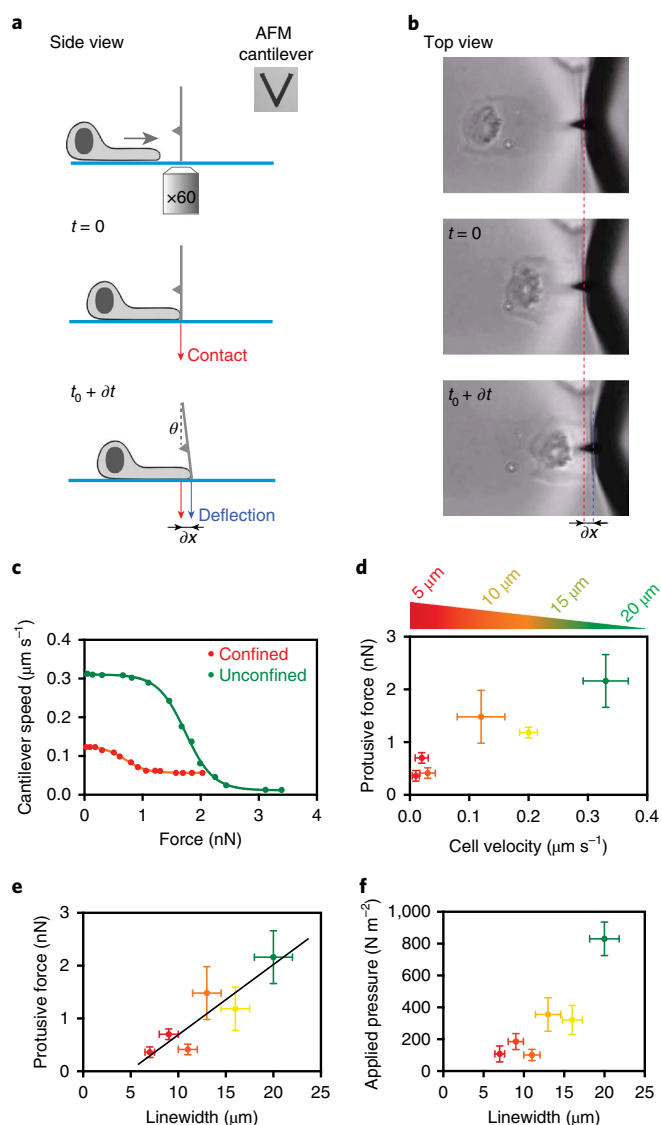 a
Side view
AFM
cantilever
×60
t = 0
Contact
t0 + ∂t
θ
Deflection
∂x
b
Top view
t = 0
t0 + ∂t
∂x
c
Cantilever speed (μm s−1)
0.4
0.3
0.2
0.1
0.0
Confined
Unconfined
0 1 2 3 4
Force (nN)
d
5 μm 10 μm 15 μm 20 μm
Protrusive force (nN)
3
2
1
0
0.0 0.1 0.2 0.3 0.4
Cell velocity (μm s−1)
e
Protrusive force (nN)
3
2
1
0
0 5 10 15 20 25
Linewidth (μm)
f
Applied pressure (N m−2)
1,000
800
600
400
200
0
0 5 10 15 20 25
Linewidth (μm)